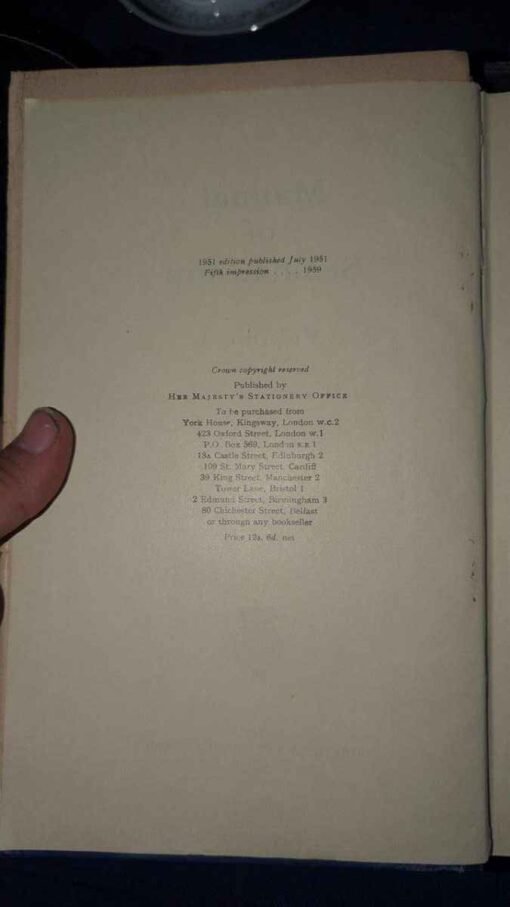 1951 edition published July 1951
Fifth impression .... 1959
Crown copyright reserved
Published by
HER MAJESTY'S STATIONERY OFFICE
To be purchased from
York House, Kingsway, London W.C.2
423 Oxford Street, London W.1
P.O. Box 569, London S.E.1
13a Castle Street, Edinburgh 2
109 St. Mary Street, Cardiff
39 King Street, Manchester 2
Tower Lane, Bristol 1
2 Edmund Street, Birmingham 3
80 Chichester Street, Belfast
or through any bookseller
Price 12s. 6d. net